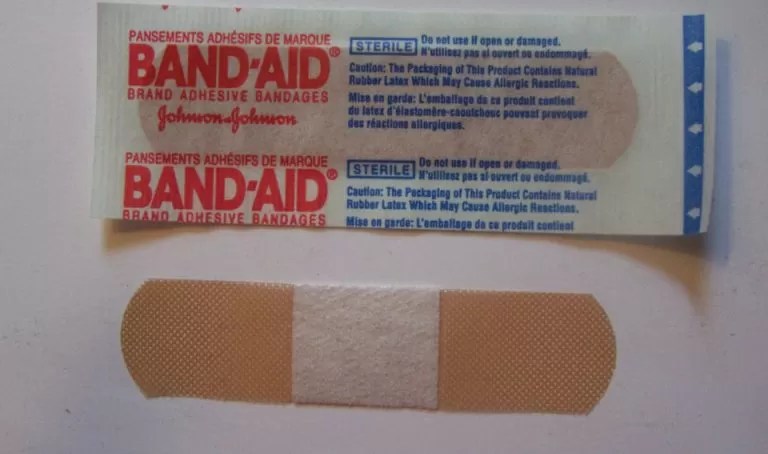 PANSEMENTS ADHÉSIFS DE MARQUE
BAND-AID®
BRAND ADHESIVE BANDAGES
Johnson & Johnson
STERILE Do not use if open or damaged.
N'utilisez pas si ouvert ou endommagé.
Caution: The Packaging of This Product Contains Natural
Rubber Latex Which May Cause Allergic Reactions.
Mise en garde: L'emballage de ce produit contient
du latex d'élastomère-caoutchouc pouvant provoquer
des réactions allergiques.
PANSEMENTS ADHÉSIFS DE MARQUE
BAND-AID®
BRAND ADHESIVE BANDAGES
STERILE Do not use if open or damaged.
N'utilisez pas si ouvert ou endommagé.
Caution: The Packaging of This Product Contains Natural
Rubber Latex Which May Cause Allergic Reactions.
Mise en garde: L'emballage de ce produit contient